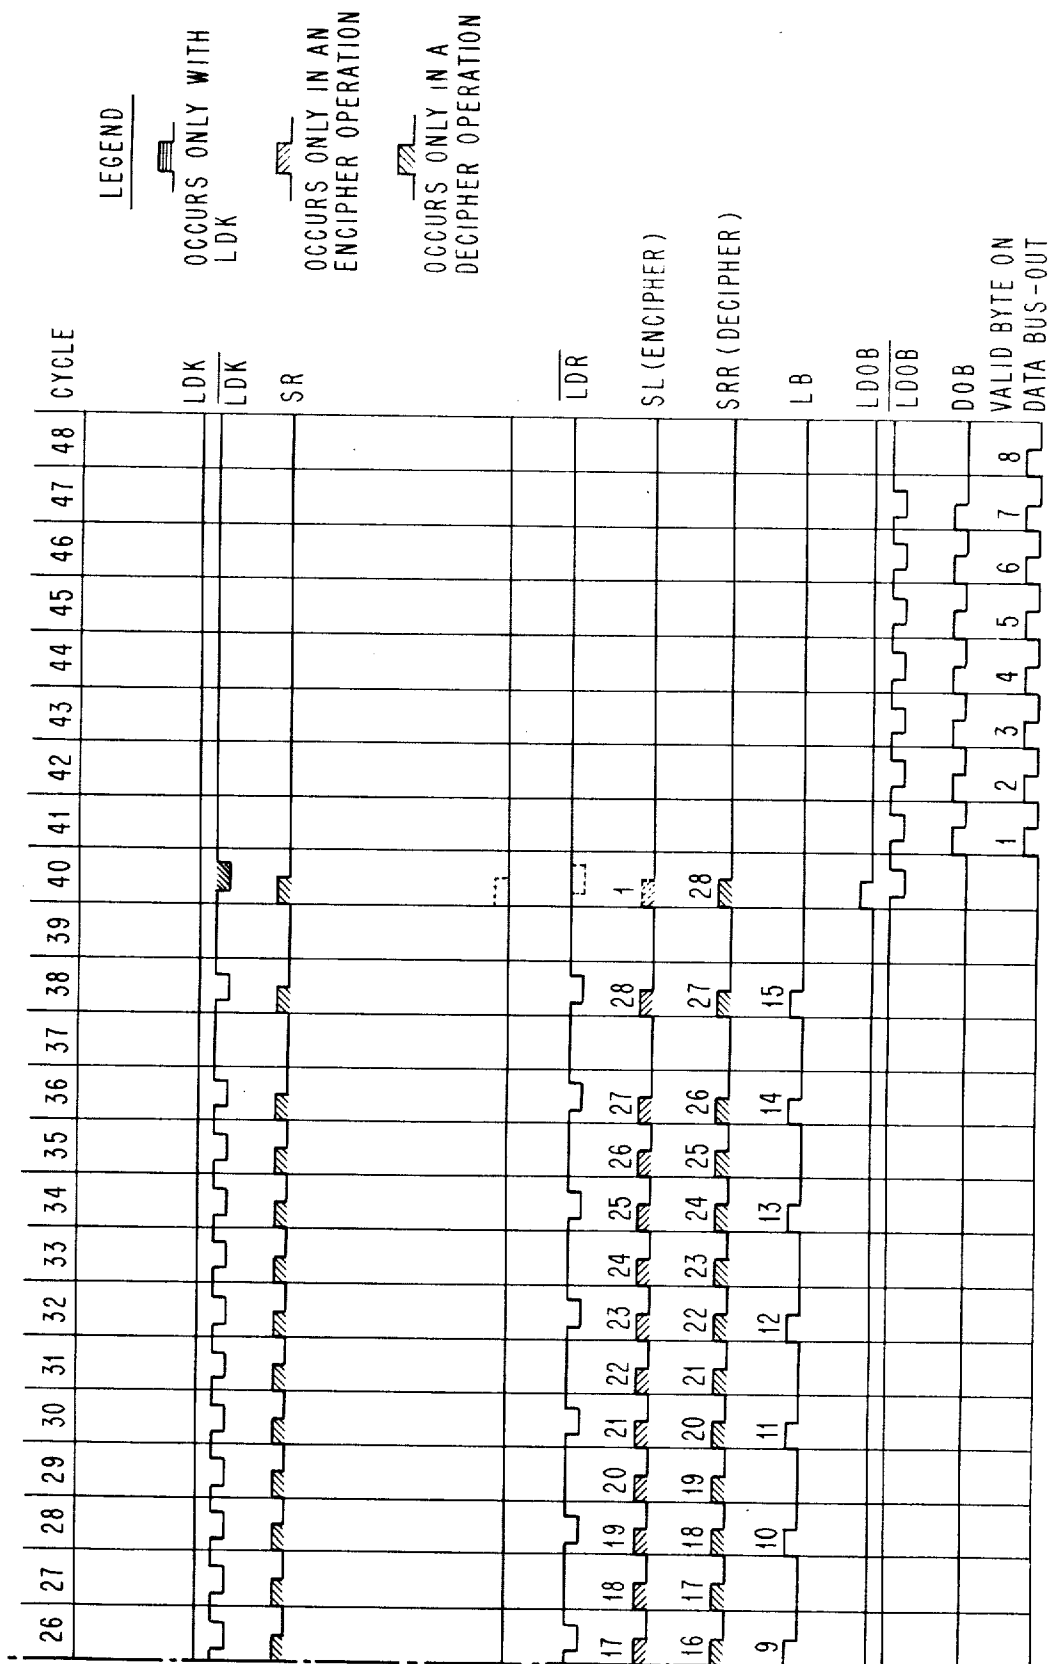 LEGEND
OCCURS ONLY WITH
LDK
OCCURS ONLY IN AN
ENCIPHER OPERATION
OCCURS ONLY IN A
DECIPHER OPERATION
26 27 28 29 30 31 32 33 34 35 36 37 38 39 40 41 42 43 44 45 46 47 48 CYCLE
LDK
LDK
SR
LDR
17 18 19 20 21 22 23 24 25 26 27 28 1 SL (ENCIPHER)
16 17 18 19 20 21 22 23 24 25 26 27 28 SRR (DECIPHER)
9 10 11 12 13 14 15 LB
LDOB
LDOB
DOB
1 2 3 4 5 6 7 8 VALID BYTE ON
DATA BUS-OUT